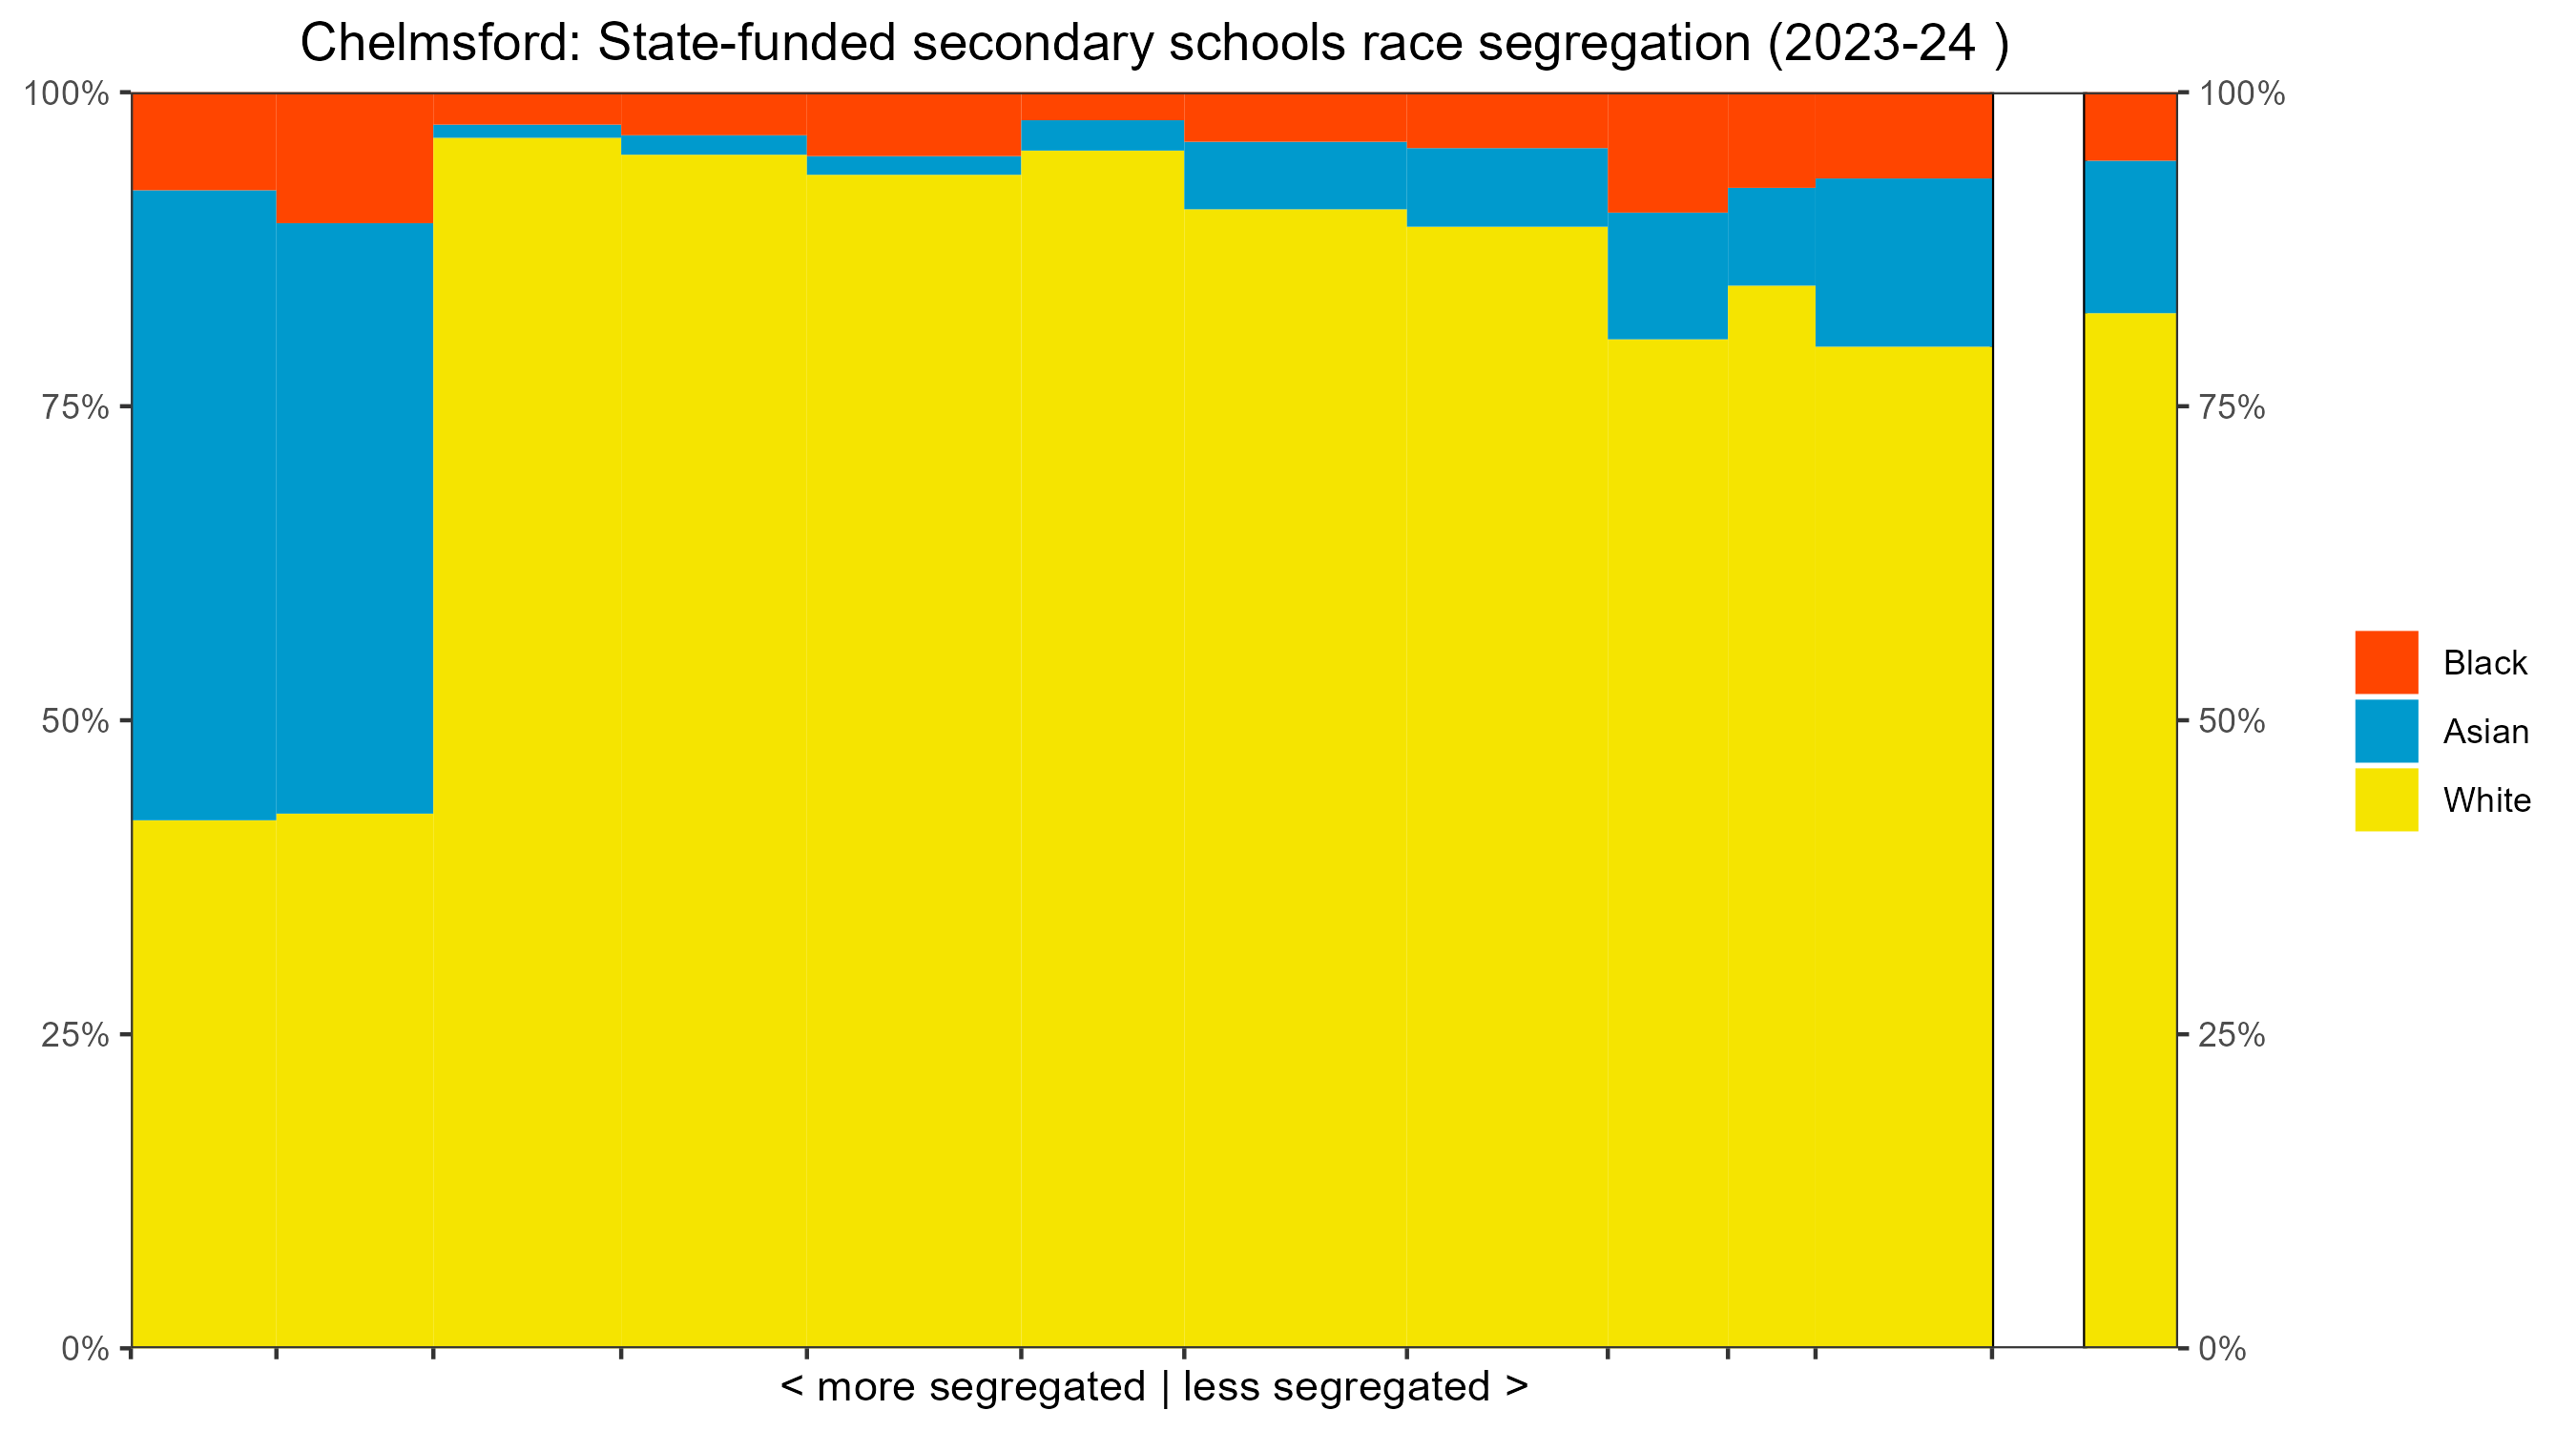 Chelmsford: State-funded secondary schools race segregation (2023-24 )
100%
75%
50%
25%
0%
100%
75%
50%
25%
0%
Black
Asian
White
< more segregated | less segregated >